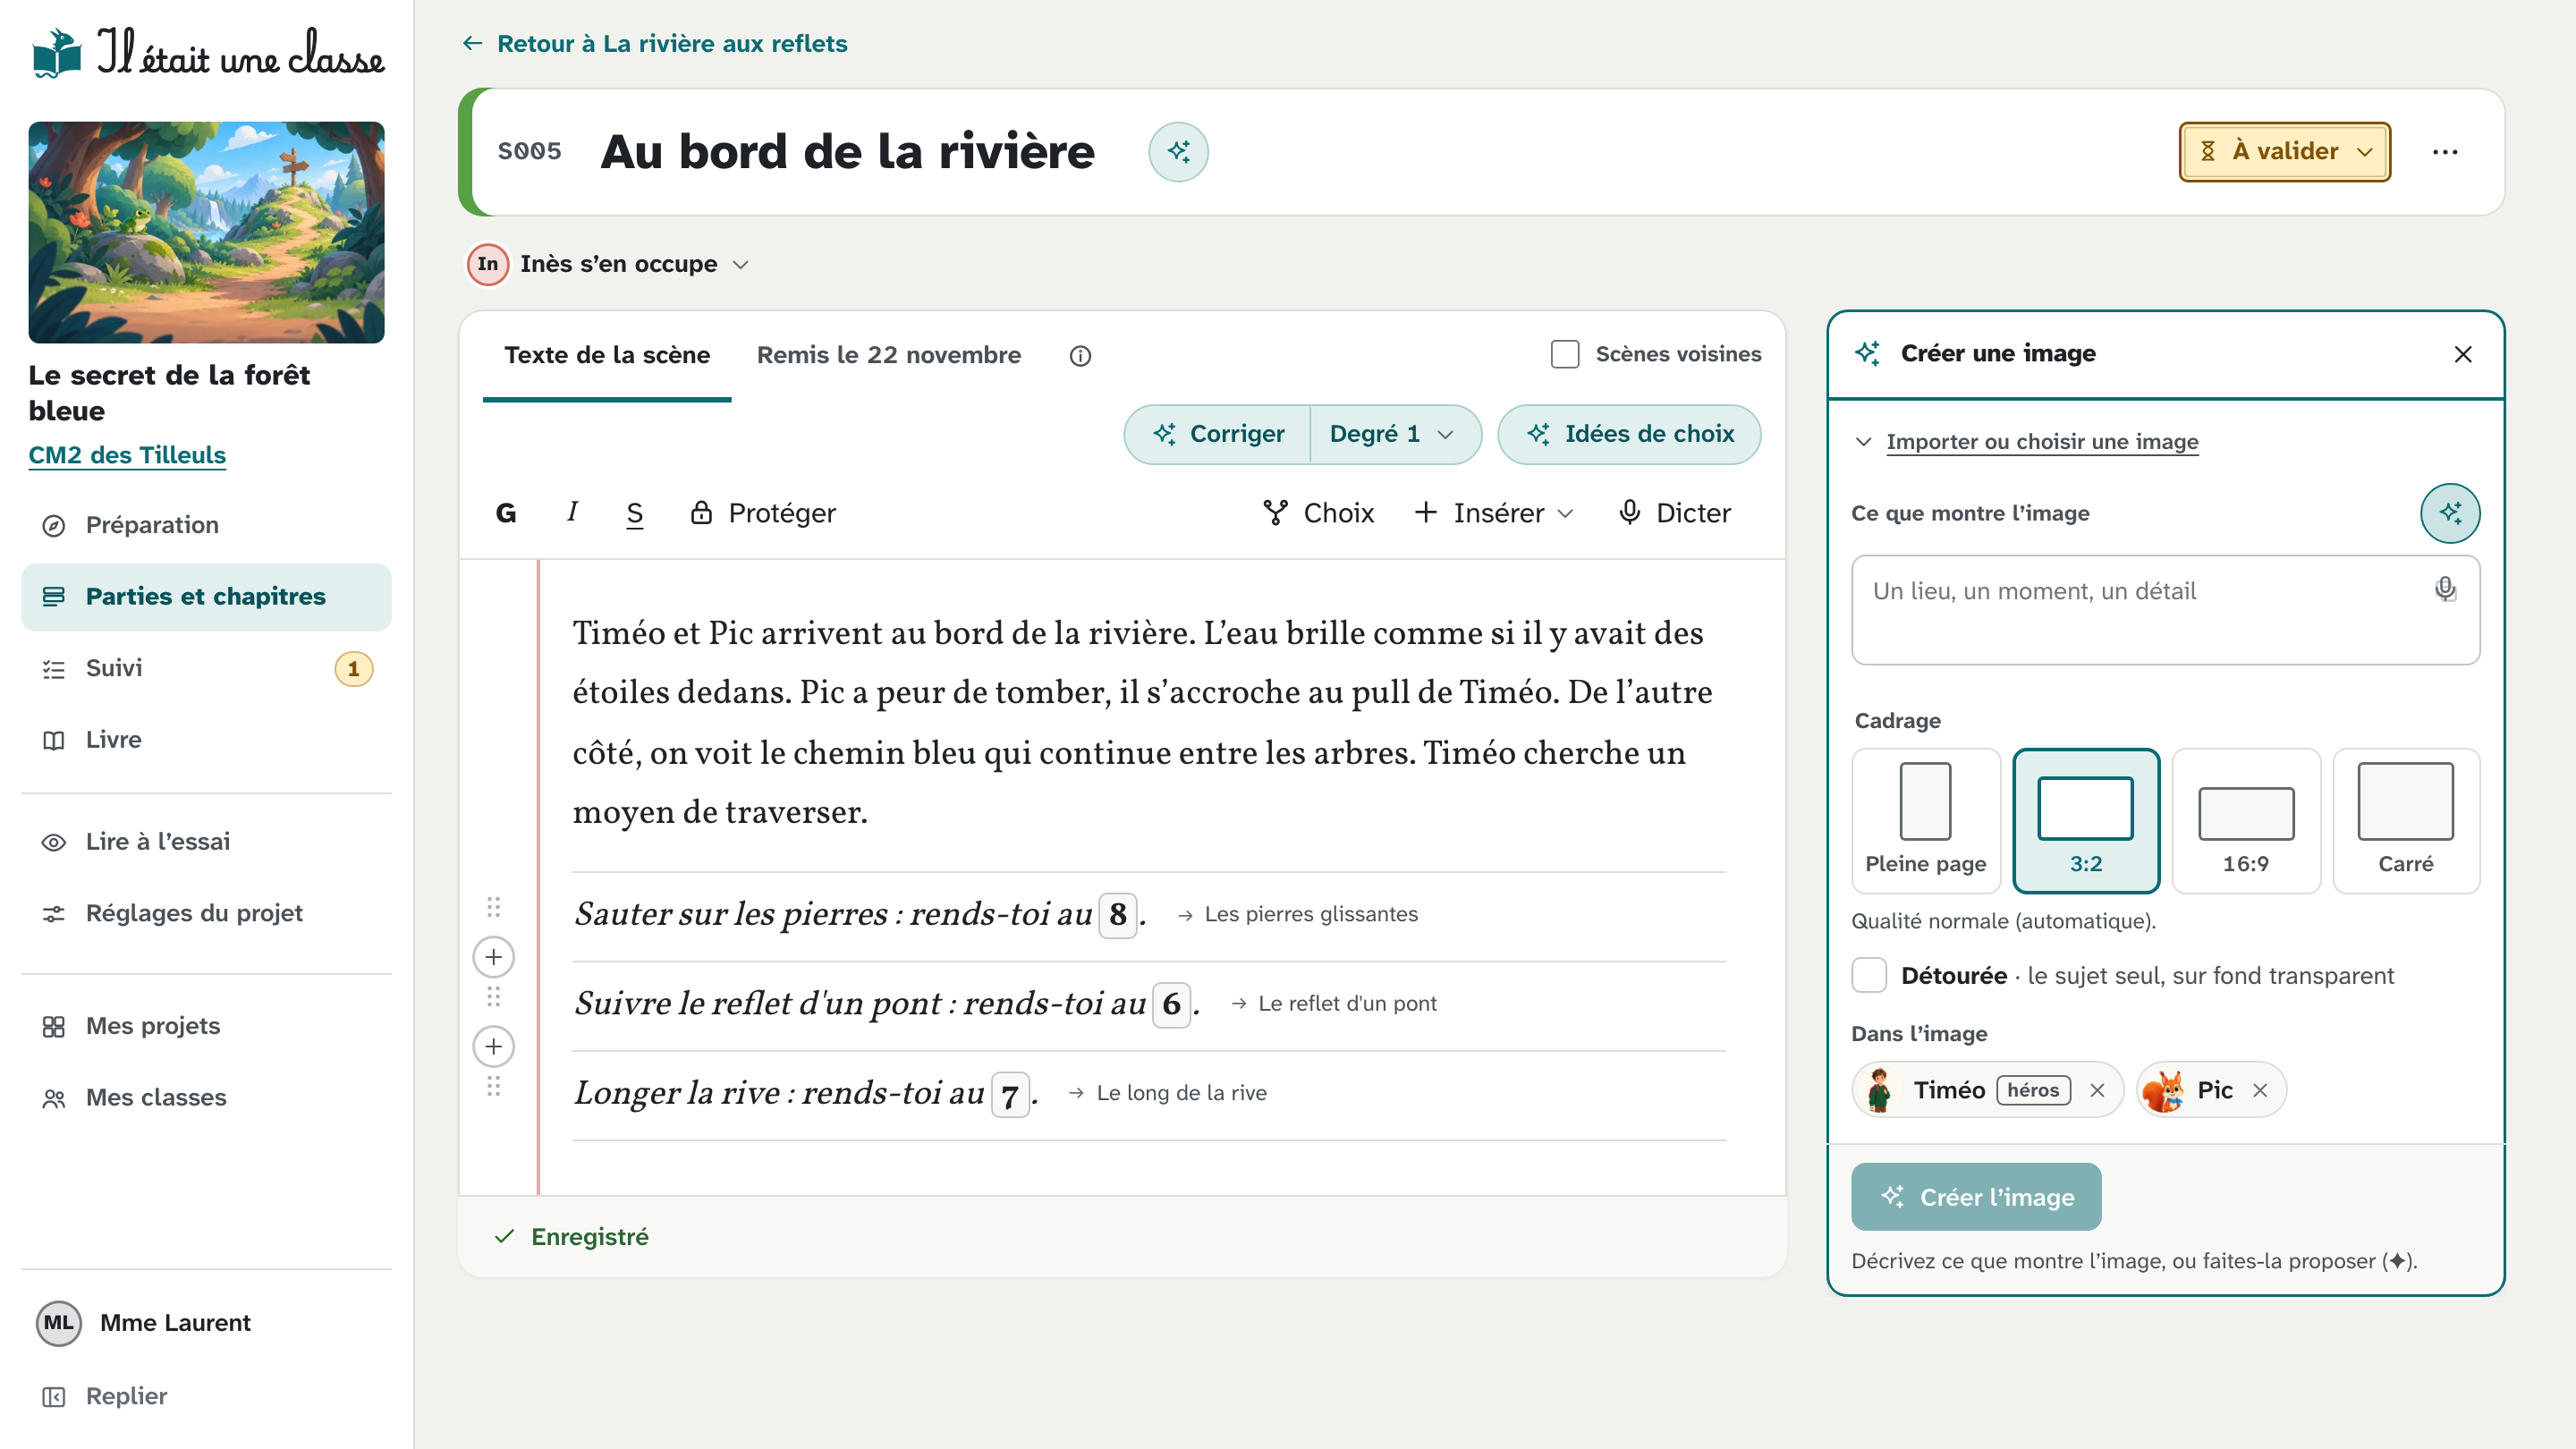 Il était une classe
Le secret de la forêt
bleue
CM2 des Tilleuls
Préparation
Parties et chapitres
Suivi 1
Livre
Lire à l’essai
Réglages du projet
Mes projets
Mes classes
ML Mme Laurent
Replier
← Retour à La rivière aux reflets
S005 Au bord de la rivière
À valider
In Inès s’en occupe
Texte de la scène Remis le 22 novembre
Scènes voisines
Corriger Degré 1 Idées de choix
G I S Protéger Choix + Insérer Dicter
Timéo et Pic arrivent au bord de la rivière. L’eau brille comme si il y avait des
étoiles dedans. Pic a peur de tomber, il s’accroche au pull de Timéo. De l’autre
côté, on voit le chemin bleu qui continue entre les arbres. Timéo cherche un
moyen de traverser.
Sauter sur les pierres : rends-toi au 8. → Les pierres glissantes
Suivre le reflet d'un pont : rends-toi au 6. → Le reflet d'un pont
Longer la rive : rends-toi au 7. → Le long de la rive
Enregistré
Créer une image
Importer ou choisir une image
Ce que montre l’image
Un lieu, un moment, un détail
Cadrage
Pleine page 3:2 16:9 Carré
Qualité normale (automatique).
Détourée · le sujet seul, sur fond transparent
Dans l’image
Timéo héros Pic
Créer l’image
Décrivez ce que montre l’image, ou faites-la proposer (✦).